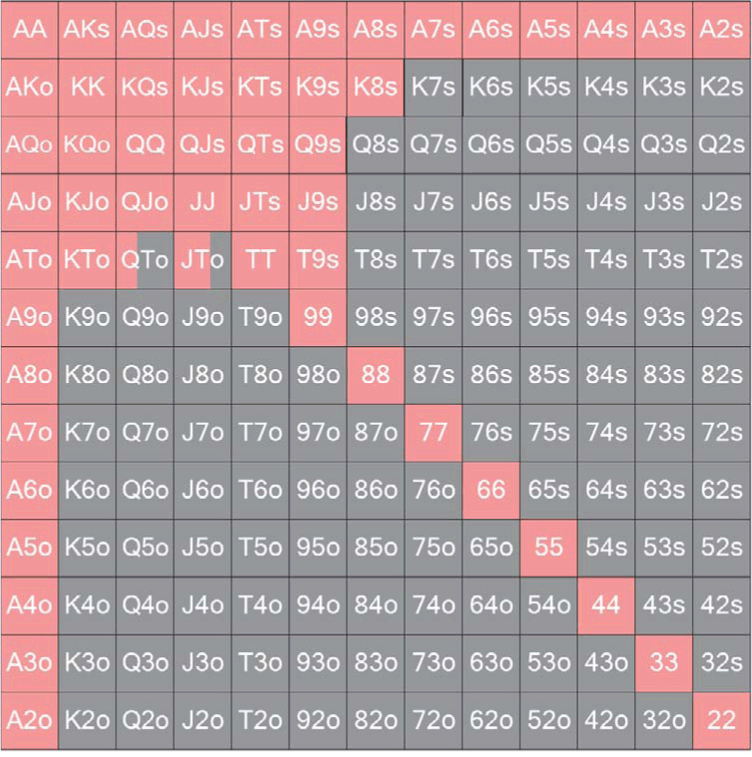 AA AKs AQs AJs ATs A9s A8s A7s A6s A5s A4s A3s A2s
AKo KK KQs KJs KTs K9s K8s K7s K6s K5s K4s K3s K2s
AQo KQo QQ QJs QTs Q9s Q8s Q7s Q6s Q5s Q4s Q3s Q2s
AJo KJo QJo JJ JTs J9s J8s J7s J6s J5s J4s J3s J2s
ATo KTo QTo JTo TT T9s T8s T7s T6s T5s T4s T3s T2s
A9o K9o Q9o J9o T9o 99 98s 97s 96s 95s 94s 93s 92s
A8o K8o Q8o J8o T8o 98o 88 87s 86s 85s 84s 83s 82s
A7o K7o Q7o J7o T7o 97o 87o 77 76s 75s 74s 73s 72s
A6o K6o Q6o J6o T6o 96o 86o 76o 66 65s 64s 63s 62s
A5o K5o Q5o J5o T5o 95o 85o 75o 65o 55 54s 53s 52s
A4o K4o Q4o J4o T4o 94o 84o 74o 64o 54o 44 43s 42s
A3o K3o Q3o J3o T3o 93o 83o 73o 63o 53o 43o 33 32s
A2o K2o Q2o J2o T2o 92o 82o 72o 62o 52o 42o 32o 22